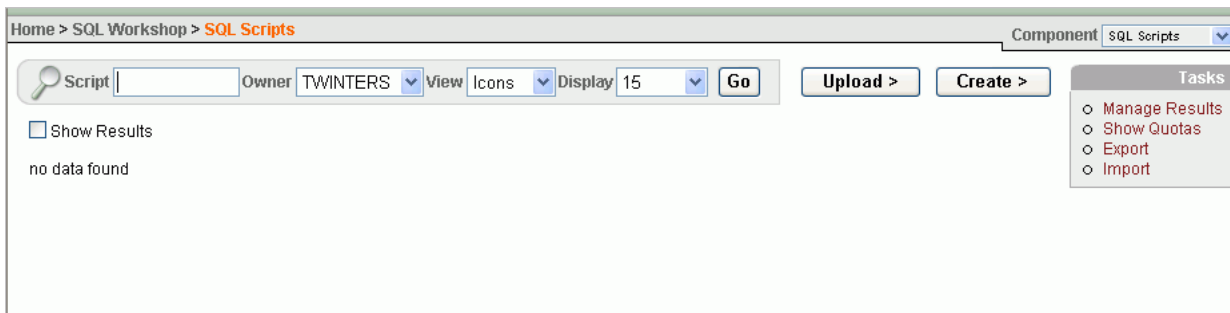 Home > SQL Workshop > SQL Scripts
Component SQL Scripts
Script Owner TWINTERS View Icons Display 15 Go Upload > Create >
Tasks
Manage Results
Show Quotas
Export
Import
Show Results
no data found